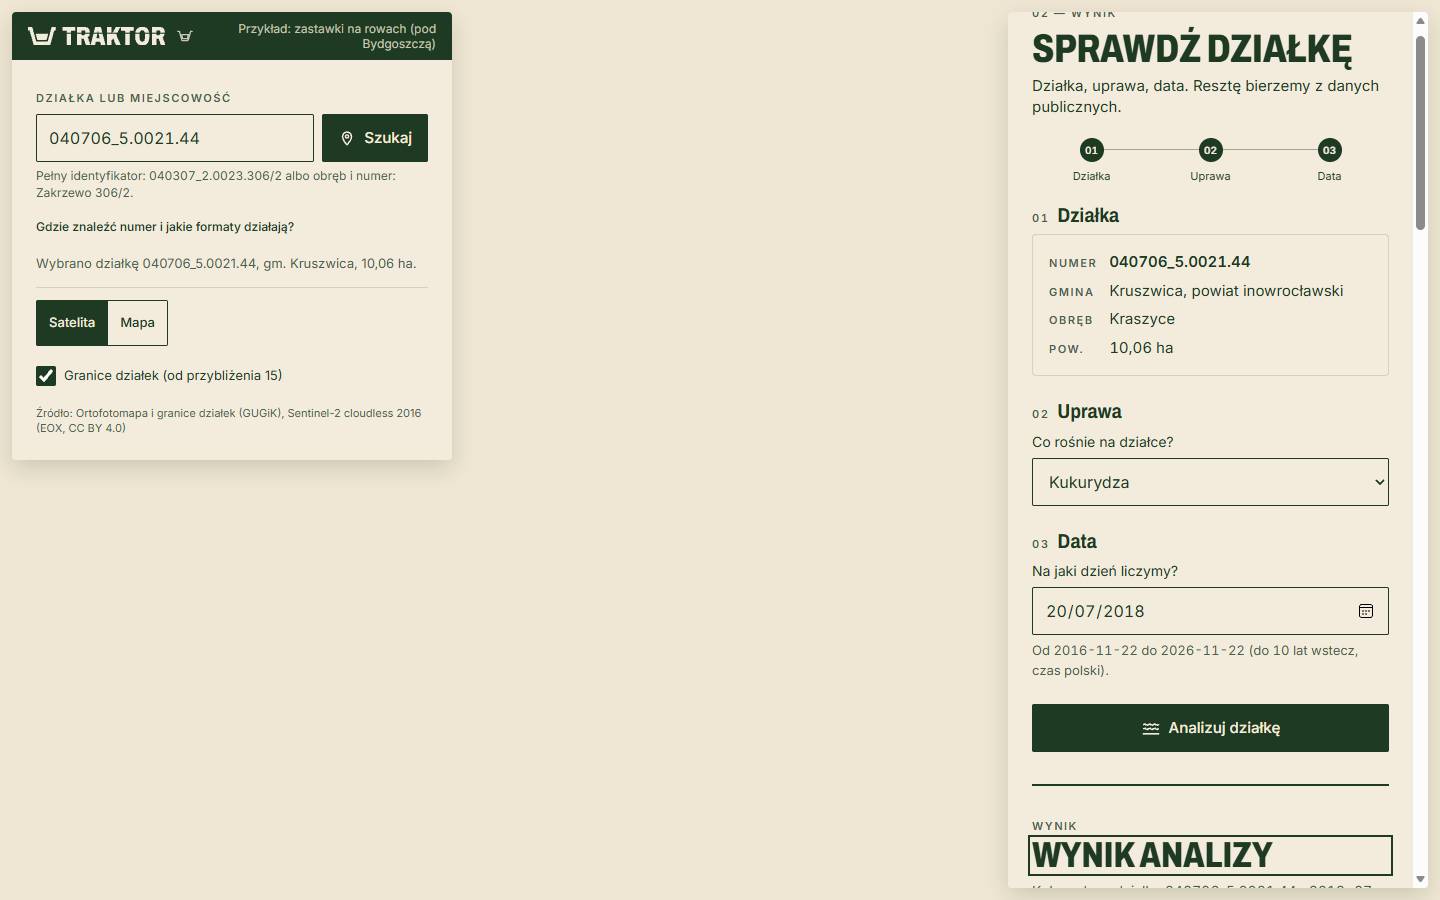 TRAKTOR
Przykład: zastawki na rowach (pod
Bydgoszczą)
DZIAŁKA LUB MIEJSCOWOŚĆ
040706_5.0021.44
Szukaj
Pełny identyfikator: 040307_2.0023.306/2 albo obręb i numer:
Zakrzewo 306/2.
Gdzie znaleźć numer i jakie formaty działają?
Wybrano działkę 040706_5.0021.44, gm. Kruszwica, 10,06 ha.
Satelita
Mapa
Granice działek (od przybliżenia 15)
Źródło: Ortofotomapa i granice działek (GUGiK), Sentinel-2 cloudless 2016
(EOX, CC BY 4.0)
02 — WYNIK
SPRAWDŹ DZIAŁKĘ
Działka, uprawa, data. Resztę bierzemy z danych
publicznych.
01 02 03
Działka Uprawa Data
01 Działka
NUMER 040706_5.0021.44
GMINA Kruszwica, powiat inowrocławski
OBRĘB Kraszyce
POW. 10,06 ha
02 Uprawa
Co rośnie na działce?
Kukurydza
03 Data
Na jaki dzień liczymy?
20/07/2018
Od 2016-11-22 do 2026-11-22 (do 10 lat wstecz,
czas polski).
Analizuj działkę
WYNIK
WYNIK ANALIZY